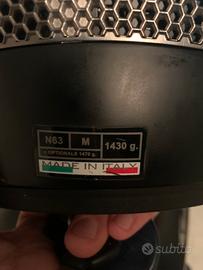 N63 M 1430 g.
OPTIONALS 1470 g.
MADE IN ITALY
subito